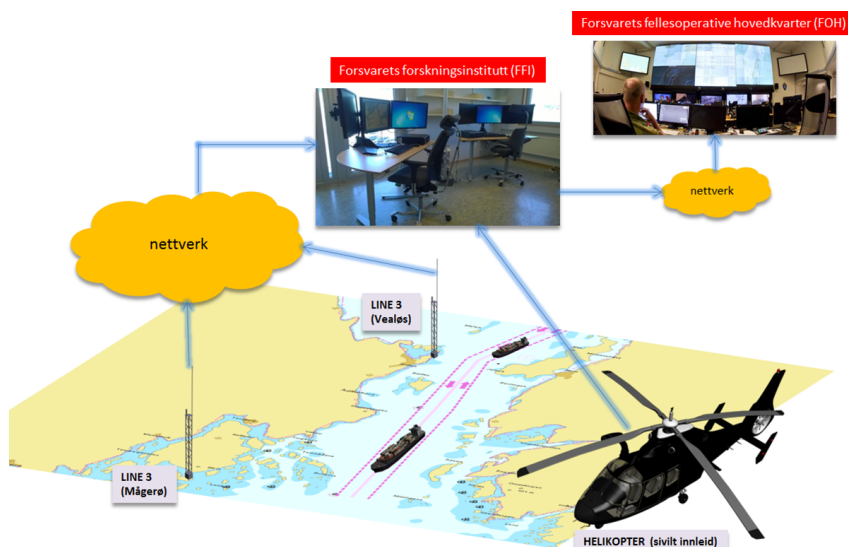 Forsvarets fellesoperative hovedkvarter (FOH)
Forsvarets forskningsinstitutt (FFI)
nettverk
nettverk
LINE 3
(Vealøs)
LINE 3
(Mågerø)
HELIKOPTER (sivilt innleid)